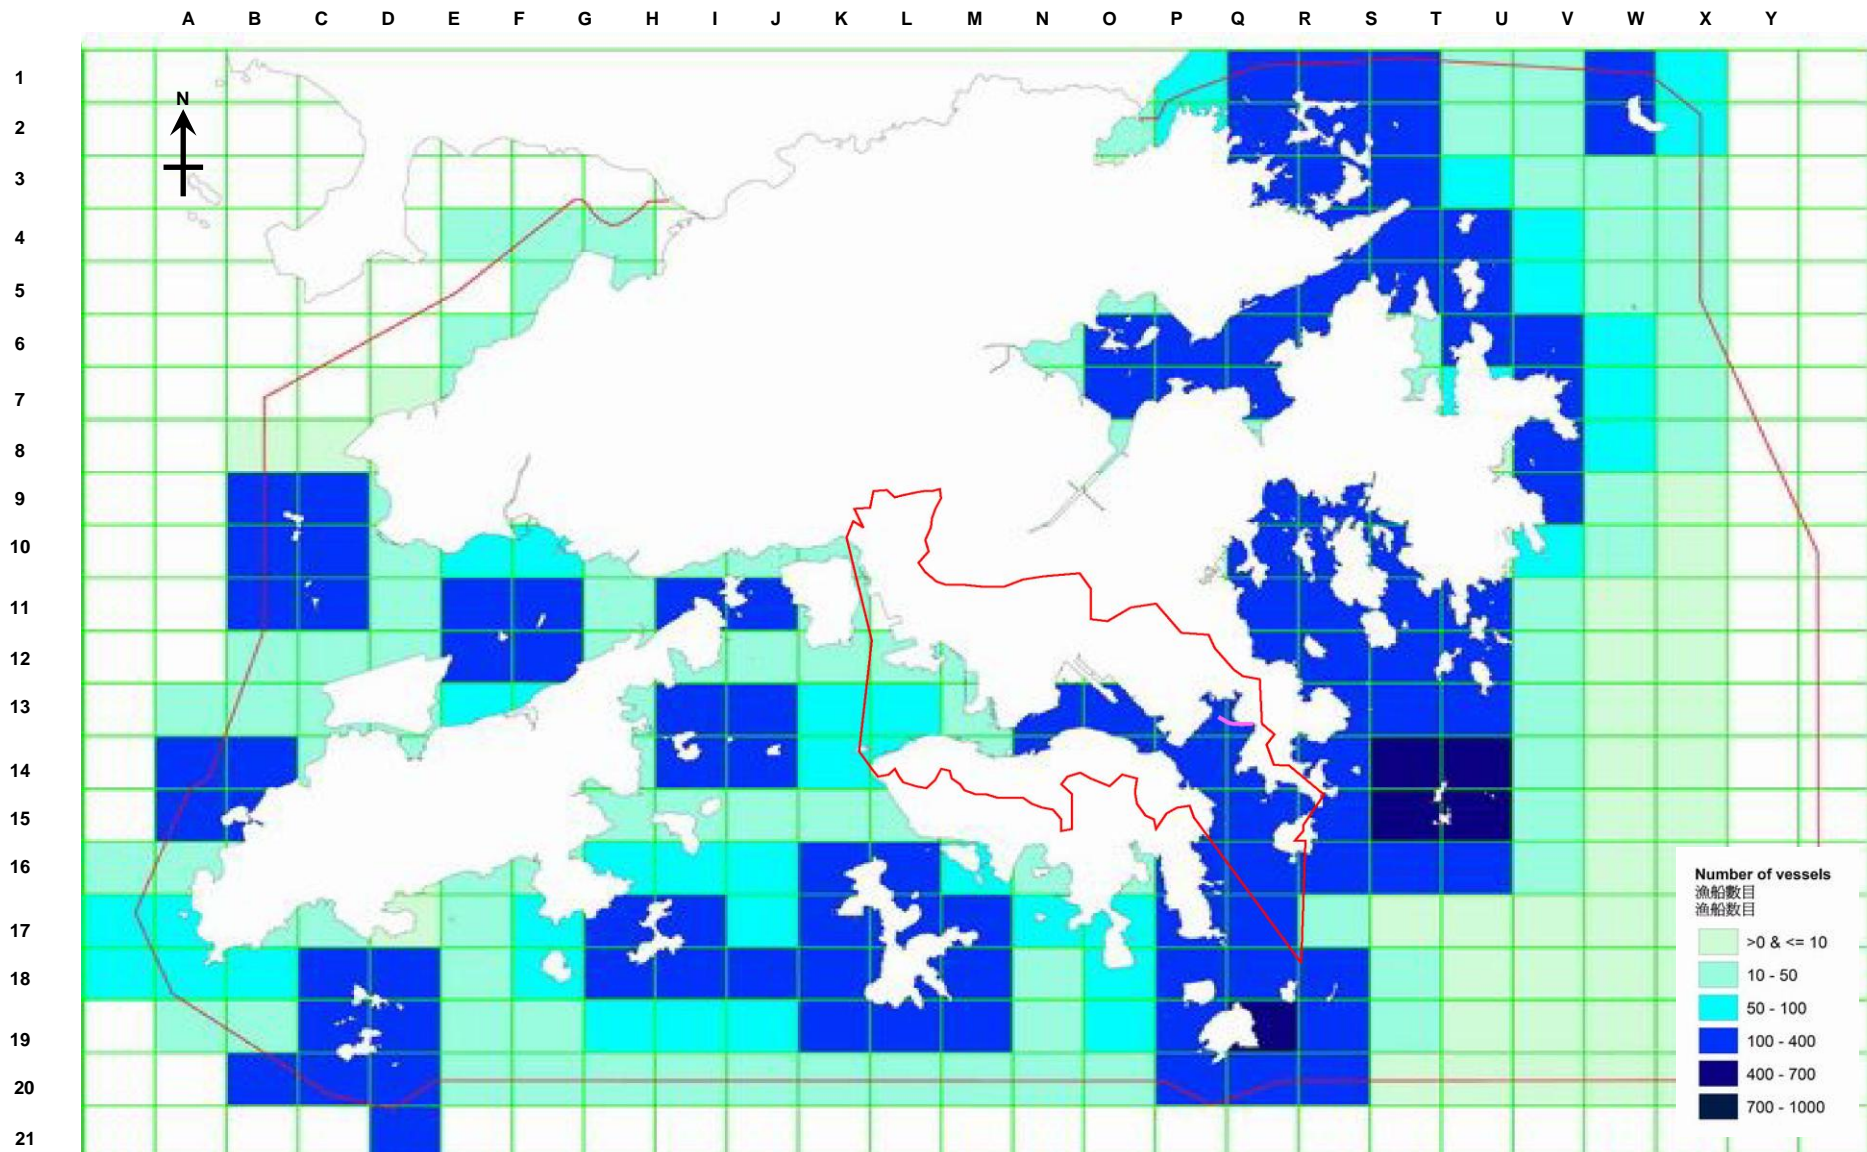 A B C D E F G H I J K L M N O P Q R S T U V W X Y
1
N
2
3
4
5
6
7
8
9
10
11
12
13
14
15
16
17
18
19
20
21
Number of vessels
漁船數目
渔船数目
>0 & <= 10
10 - 50
50 - 100
100 - 400
400 - 700
700 - 1000